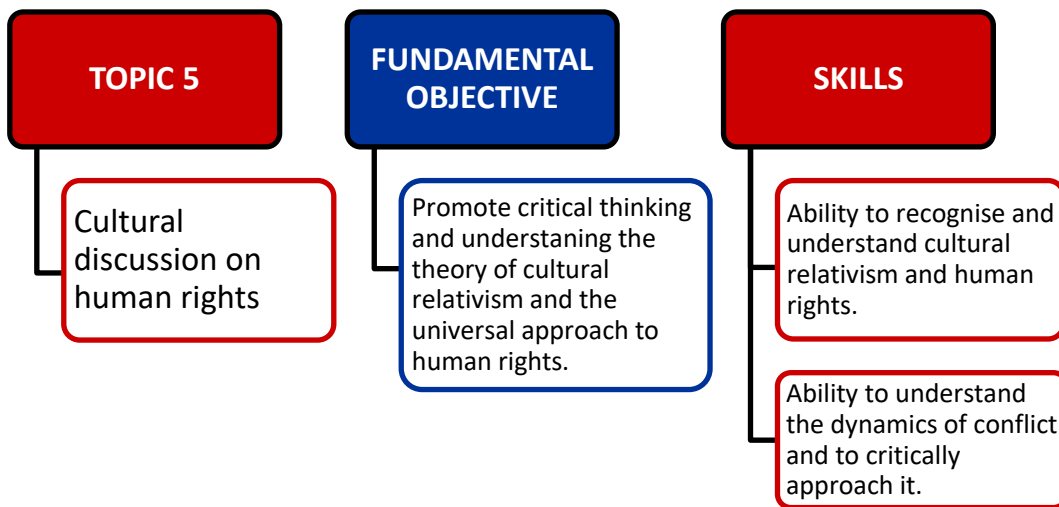 TOPIC 5
Cultural
discussion on
human rights
FUNDAMENTAL
OBJECTIVE
Promote critical thinking
and understaning the
theory of cultural
relativism and the
universal approach to
human rights.
SKILLS
Ability to recognise and
understand cultural
relativism and human
rights.
Ability to understand
the dynamics of conflict
and to critically
approach it.